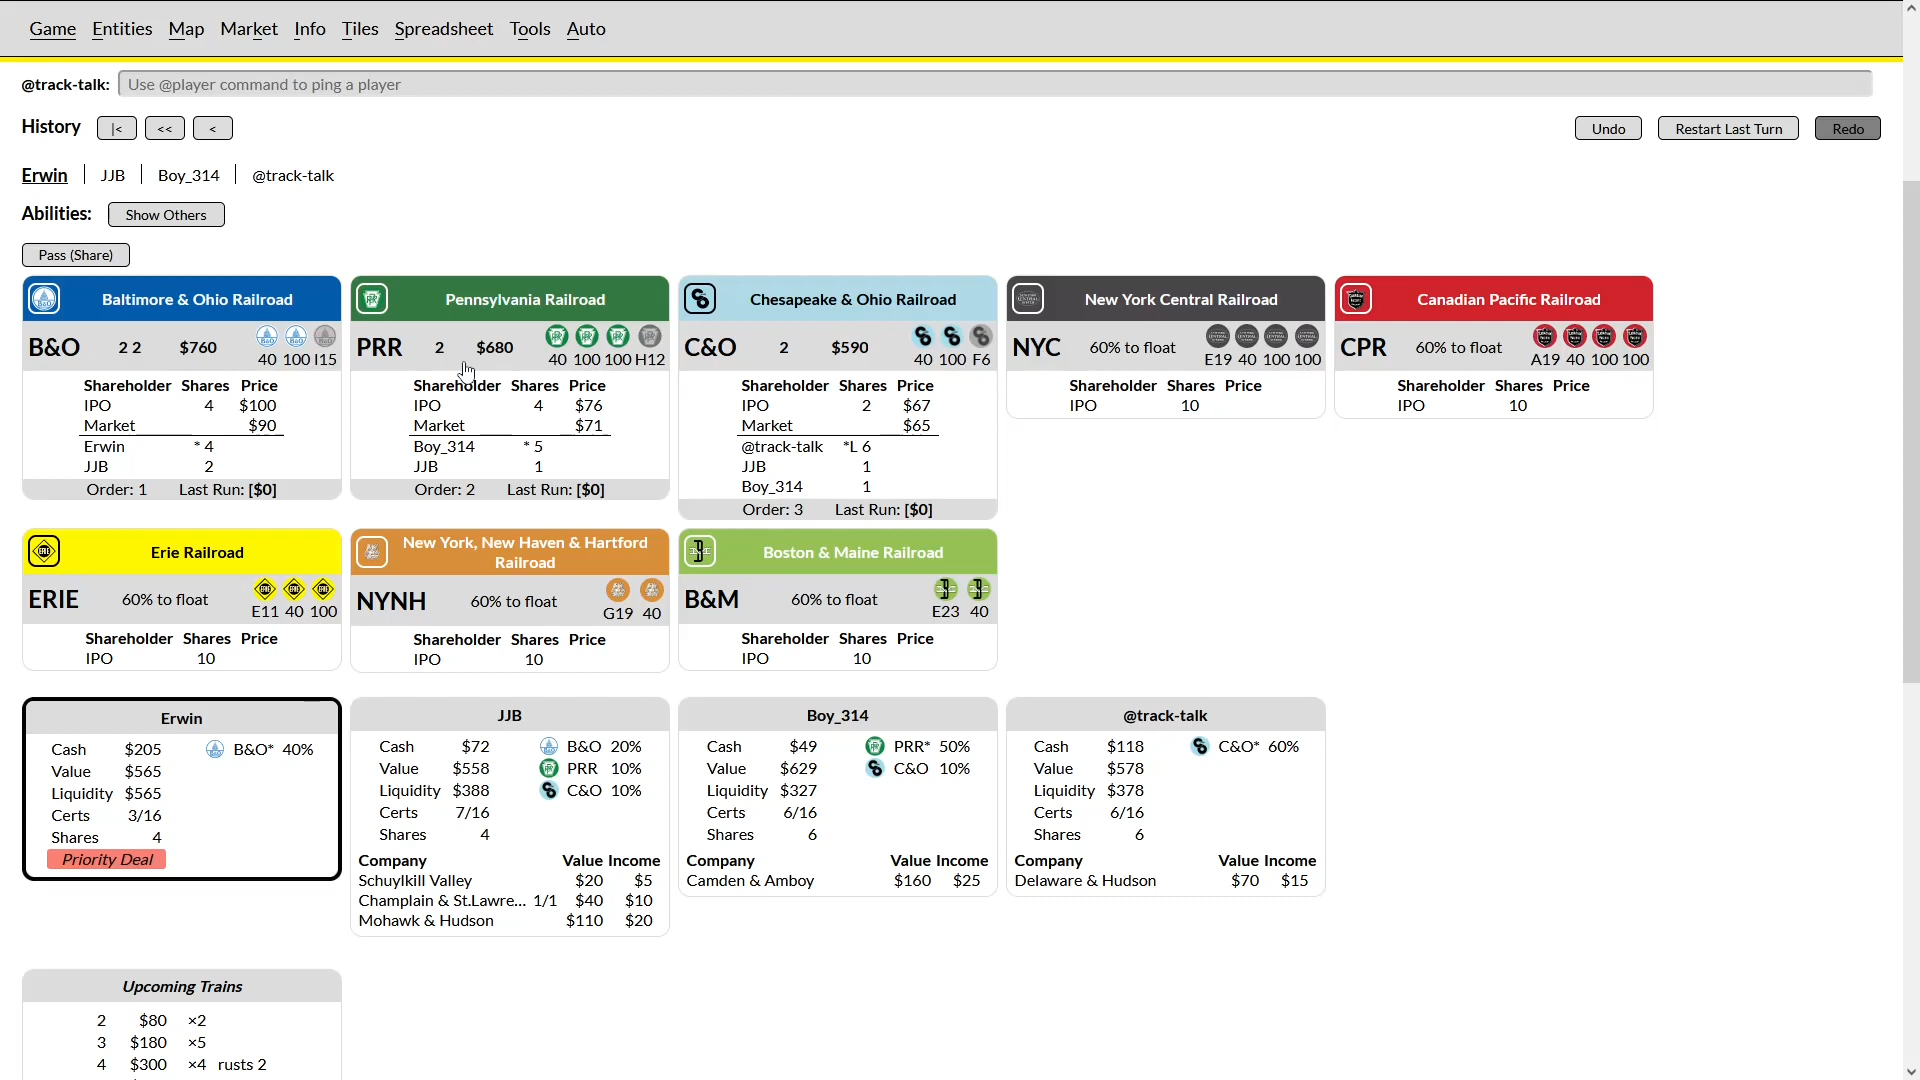 Game Entities Map Market Info Tiles Spreadsheet Tools Auto
@track-talk: Use @player command to ping a player
History |< << < Undo Restart Last Turn Redo
Erwin JJB Boy_314 @track-talk
Abilities: Show Others
Pass (Share)
Baltimore & Ohio Railroad
B&O 2 2 $760 40 100 I15
Shareholder Shares Price
IPO 4 $100
Market $90
Erwin * 4
JJB 2
Order: 1 Last Run: [$0]
Pennsylvania Railroad
PRR 2 $680 40 100 100 H12
Shareholder Shares Price
IPO 4 $76
Market $71
Boy_314 * 5
JJB 1
Order: 2 Last Run: [$0]
Chesapeake & Ohio Railroad
C&O 2 $590 40 100 F6
Shareholder Shares Price
IPO 2 $67
Market $65
@track-talk *L 6
JJB 1
Boy_314 1
Order: 3 Last Run: [$0]
New York Central Railroad
NYC 60% to float E19 40 100 100
Shareholder Shares Price
IPO 10
Canadian Pacific Railroad
CPR 60% to float A19 40 100 100
Shareholder Shares Price
IPO 10
Erie Railroad
ERIE 60% to float E11 40 100
Shareholder Shares Price
IPO 10
New York, New Haven & Hartford
Railroad
NYNH 60% to float G19 40
Shareholder Shares Price
IPO 10
Boston & Maine Railroad
B&M 60% to float E23 40
Shareholder Shares Price
IPO 10
Erwin
Cash $205 B&O* 40%
Value $565
Liquidity $565
Certs 3/16
Shares 4
Priority Deal
JJB
Cash $72 B&O 20%
Value $558 PRR 10%
Liquidity $388 C&O 10%
Certs 7/16
Shares 4
Company Value Income
Schuylkill Valley $20 $5
Champlain & St.Lawre... 1/1 $40 $10
Mohawk & Hudson $110 $20
Boy_314
Cash $49 PRR* 50%
Value $629 C&O 10%
Liquidity $327
Certs 6/16
Shares 6
Company Value Income
Camden & Amboy $160 $25
@track-talk
Cash $118 C&O* 60%
Value $578
Liquidity $378
Certs 6/16
Shares 6
Company Value Income
Delaware & Hudson $70 $15
Upcoming Trains
2 $80 ×2
3 $180 ×5
4 $300 ×4 rusts 2